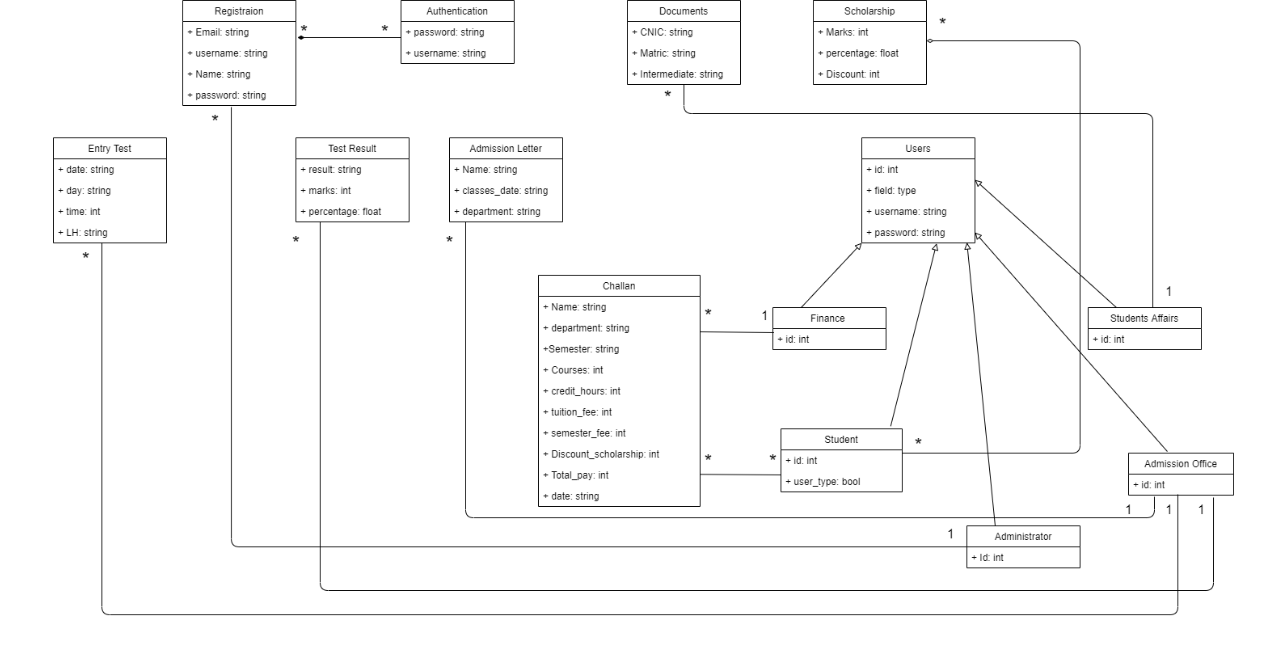 Registraion
+ Email: string
+ username: string
+ Name: string
+ password: string
*
*
*
Authentication
+ password: string
+ username: string
Documents
+ CNIC: string
+ Matric: string
+ Intermediate: string
*
Scholarship
+ Marks: int
+ percentage: float
+ Discount: int
*
Entry Test
+ date: string
+ day: string
+ time: int
+ LH: string
*
Test Result
+ result: string
+ marks: int
+ percentage: float
*
Admission Letter
+ Name: string
+ classes_date: string
+ department: string
*
Users
+ id: int
+ field: type
+ username: string
+ password: string
Challan
+ Name: string
+ department: string
+Semester: string
+ Courses: int
+ credit_hours: int
+ tuition_fee: int
+ semester_fee: int
+ Discount_scholarship: int
+ Total_pay: int
+ date: string
*
1
Finance
+ id: int
1
Students Affairs
+ id: int
*
*
Student
+ id: int
+ user_type: bool
*
Admission Office
+ id: int
1
1
1
1
Administrator
+ Id: int